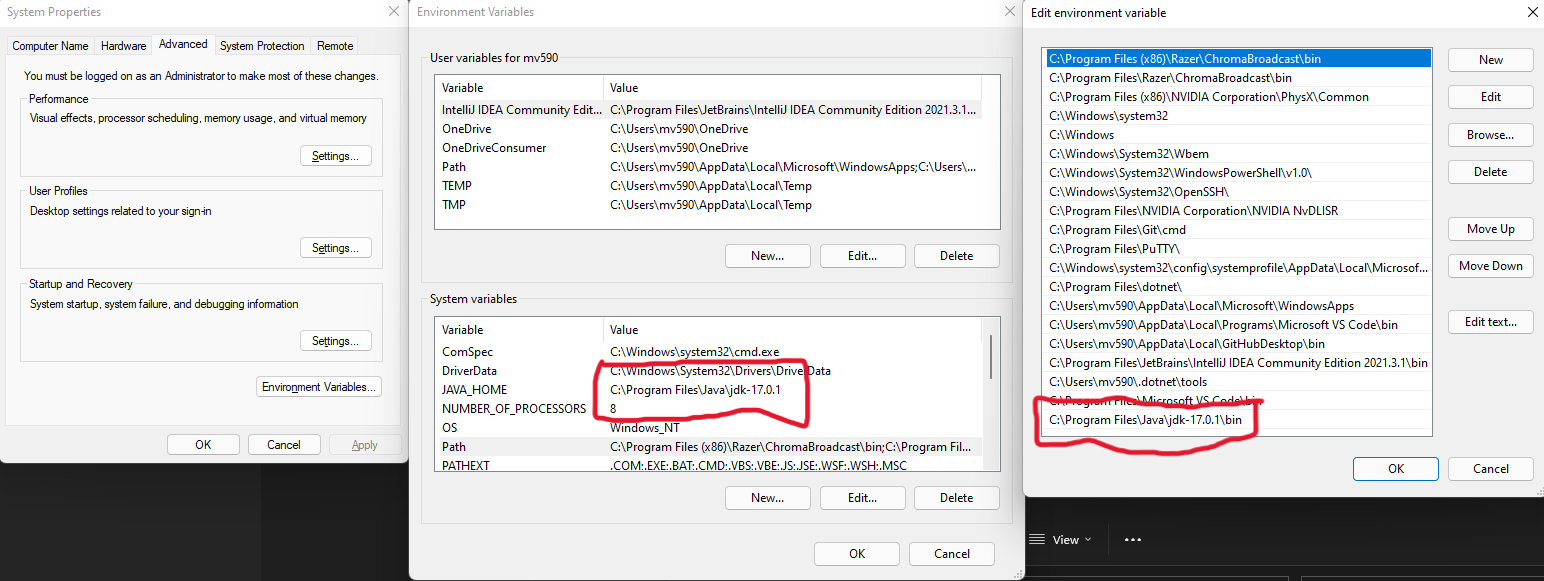 System Properties
Computer Name Hardware Advanced System Protection Remote
You must be logged on as an Administrator to make most of these changes.
Performance
Visual effects, processor scheduling, memory usage, and virtual memory
Settings...
User Profiles
Desktop settings related to your sign-in
Settings...
Startup and Recovery
System startup, system failure, and debugging information
Settings...
Environment Variables...
OK Cancel Apply
Environment Variables
User variables for mv590
Variable Value
IntelliJ IDEA Community Edit... C:\Program Files\JetBrains\IntelliJ IDEA Community Edition 2021.3.1...
OneDrive C:\Users\mv590\OneDrive
OneDriveConsumer C:\Users\mv590\OneDrive
Path C:\Users\mv590\AppData\Local\Microsoft\WindowsApps;C:\Users\...
TEMP C:\Users\mv590\AppData\Local\Temp
TMP C:\Users\mv590\AppData\Local\Temp
New... Edit... Delete
System variables
Variable Value
ComSpec C:\Windows\system32\cmd.exe
DriverData C:\Windows\System32\Drivers\DriverData
JAVA_HOME C:\Program Files\Java\jdk-17.0.1
NUMBER_OF_PROCESSORS 8
OS Windows_NT
Path C:\Program Files (x86)\Razer\ChromaBroadcast\bin;C:\Program Fil...
PATHEXT .COM;.EXE;.BAT;.CMD;.VBS;.VBE;.JS;.JSE;.WSF;.WSH;.MSC
New... Edit... Delete
OK Cancel
Edit environment variable
C:\Program Files (x86)\Razer\ChromaBroadcast\bin
C:\Program Files\Razer\ChromaBroadcast\bin
C:\Program Files (x86)\NVIDIA Corporation\PhysX\Common
C:\Windows\system32
C:\Windows
C:\Windows\System32\Wbem
C:\Windows\System32\WindowsPowerShell\v1.0\
C:\Windows\System32\OpenSSH\
C:\Program Files\NVIDIA Corporation\NVIDIA NvDLISR
C:\Program Files\Git\cmd
C:\Program Files\PuTTY\
C:\Windows\system32\config\systemprofile\AppData\Local\Microsof...
C:\Program Files\dotnet\
C:\Users\mv590\AppData\Local\Microsoft\WindowsApps
C:\Users\mv590\AppData\Local\Programs\Microsoft VS Code\bin
C:\Users\mv590\AppData\Local\GitHubDesktop\bin
C:\Program Files\JetBrains\IntelliJ IDEA Community Edition 2021.3.1\bin
C:\Users\mv590\.dotnet\tools
C:\Program Files\Microsoft VS Code\bin
C:\Program Files\Java\jdk-17.0.1\bin
New
Edit
Browse...
Delete
Move Up
Move Down
Edit text...
OK Cancel
View